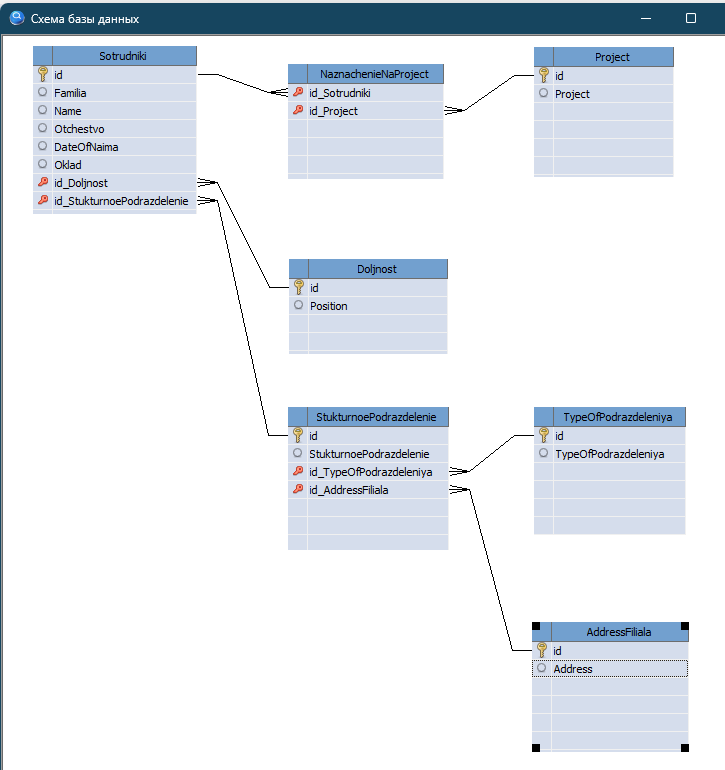 Схема базы данных
Sotrudniki
id
Familia
Name
Otchestvo
DateOfNaima
Oklad
id_Doljnost
id_StukturnoePodrazdelenie
NaznachenieNaProject
id_Sotrudniki
id_Project
Project
id
Project
Doljnost
id
Position
StukturnoePodrazdelenie
id
StukturnoePodrazdelenie
id_TypeOfPodrazdeleniya
id_AddressFiliala
TypeOfPodrazdeleniya
id
TypeOfPodrazdeleniya
AddressFiliala
id
Address